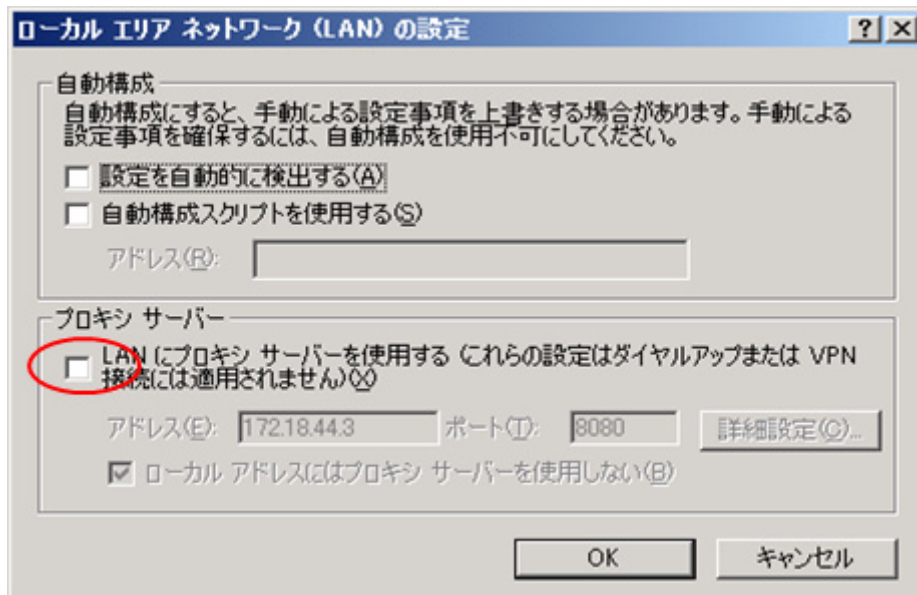 ローカル エリア ネットワーク (LAN) の設定
自動構成
自動構成にすると、手動による設定事項を上書きする場合があります。手動による
設定事項を確保するには、自動構成を使用不可にしてください。
設定を自動的に検出する(A)
自動構成スクリプトを使用する(S)
アドレス(R):
プロキシ サーバー
LAN にプロキシ サーバーを使用する (これらの設定はダイヤルアップまたは VPN
接続には適用されません)(X)
アドレス(E): 172.18.44.3 ポート(T): 8080 詳細設定(C)...
ローカル アドレスにはプロキシ サーバーを使用しない(B)
OK キャンセル